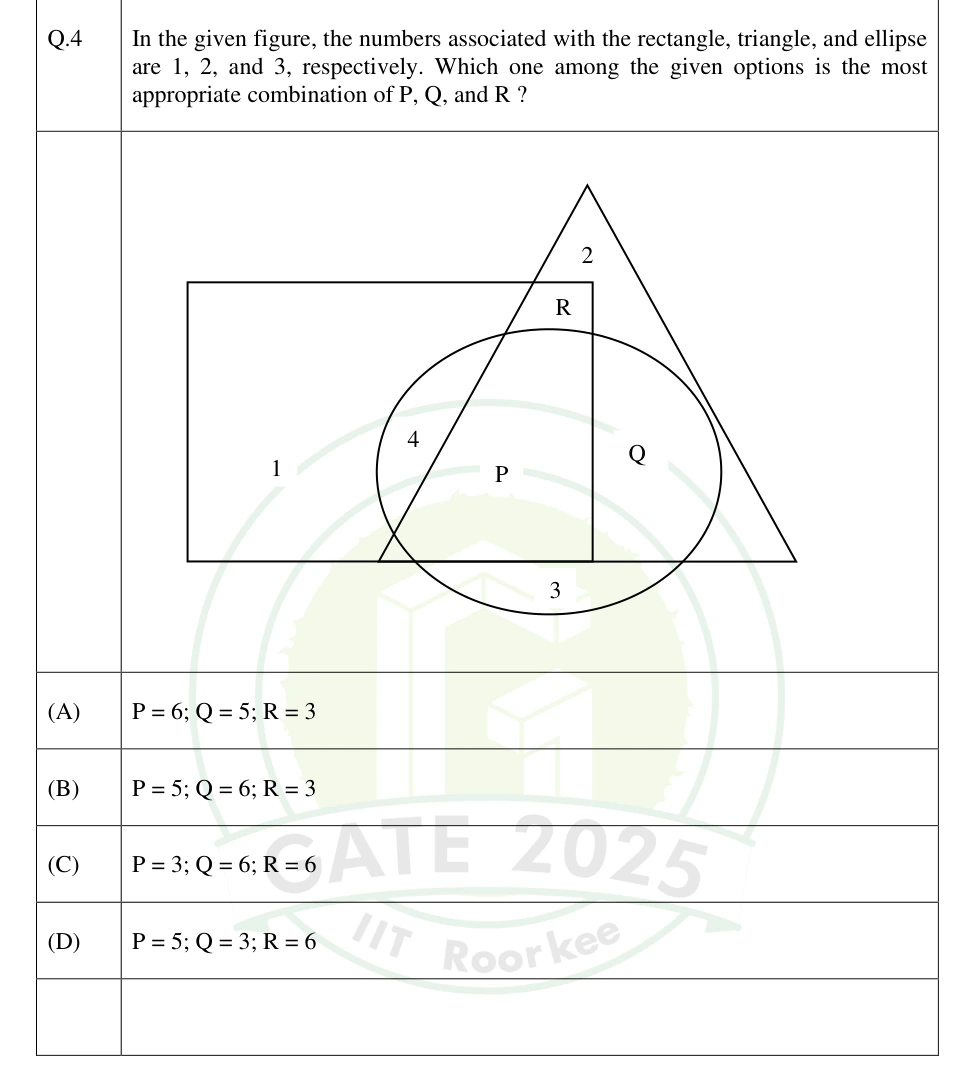 Q.4
In the given figure, the numbers associated with the rectangle, triangle, and ellipse
are 1, 2, and 3, respectively. Which one among the given options is the most
appropriate combination of P, Q, and R ?
2
R
4
Q
1
P
3
(A) P = 6; Q = 5; R = 3
(B) P = 5; Q = 6; R = 3
(C) P = 3; Q = 6; R = 6
(D) P = 5; Q = 3; R = 6
GATE 2025
IIT Roorkee